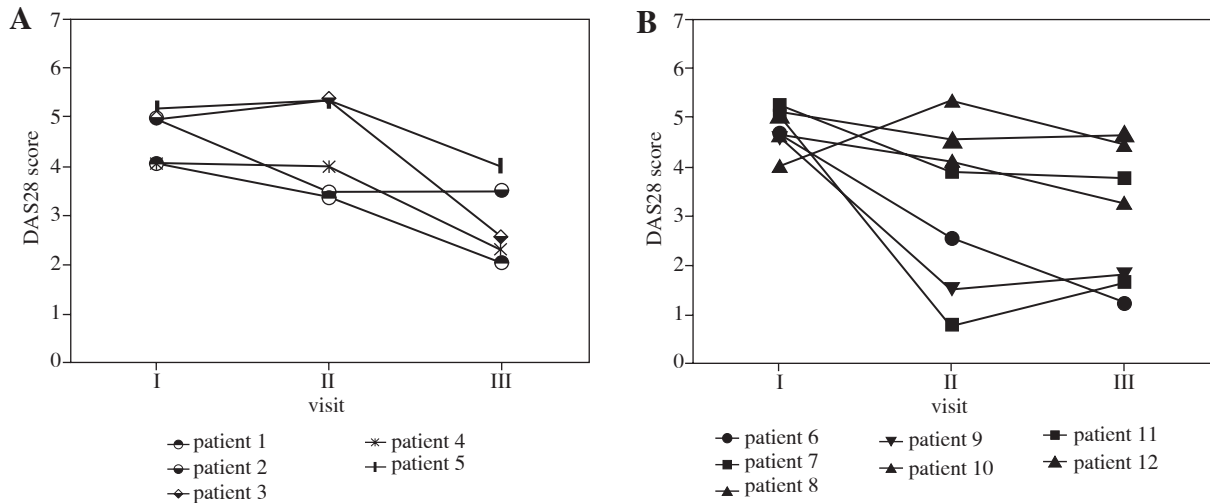 A
DAS28 score
7
6
5
4
3
2
1
0
I II III
visit
patient 1
patient 2
patient 3
patient 4
patient 5
B
DAS28 score
7
6
5
4
3
2
1
0
I II III
visit
patient 6
patient 7
patient 8
patient 9
patient 10
patient 11
patient 12